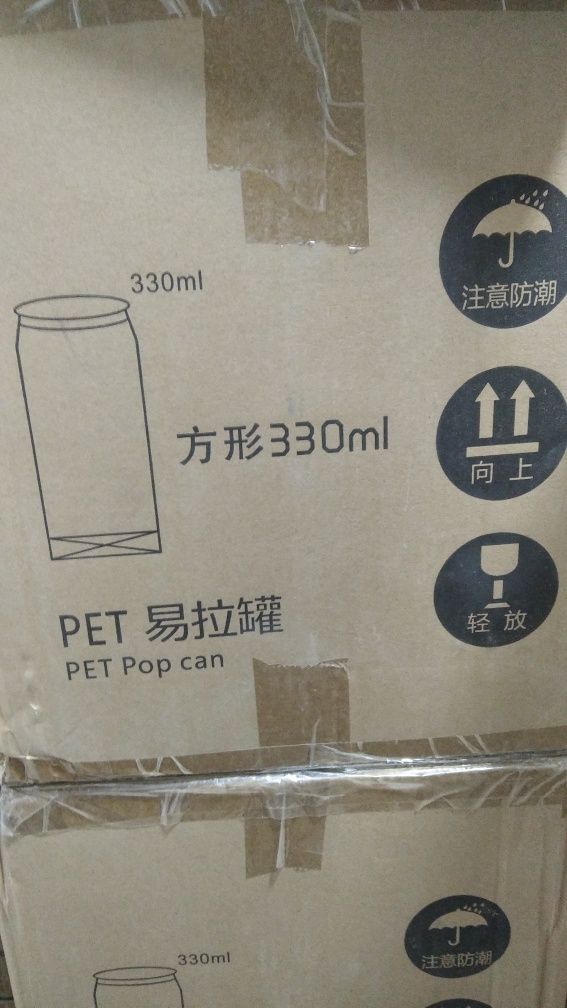 330ml
注意防潮
方形330ml
向上
PET 易拉罐
PET Pop can
轻放
330ml
注意防潮